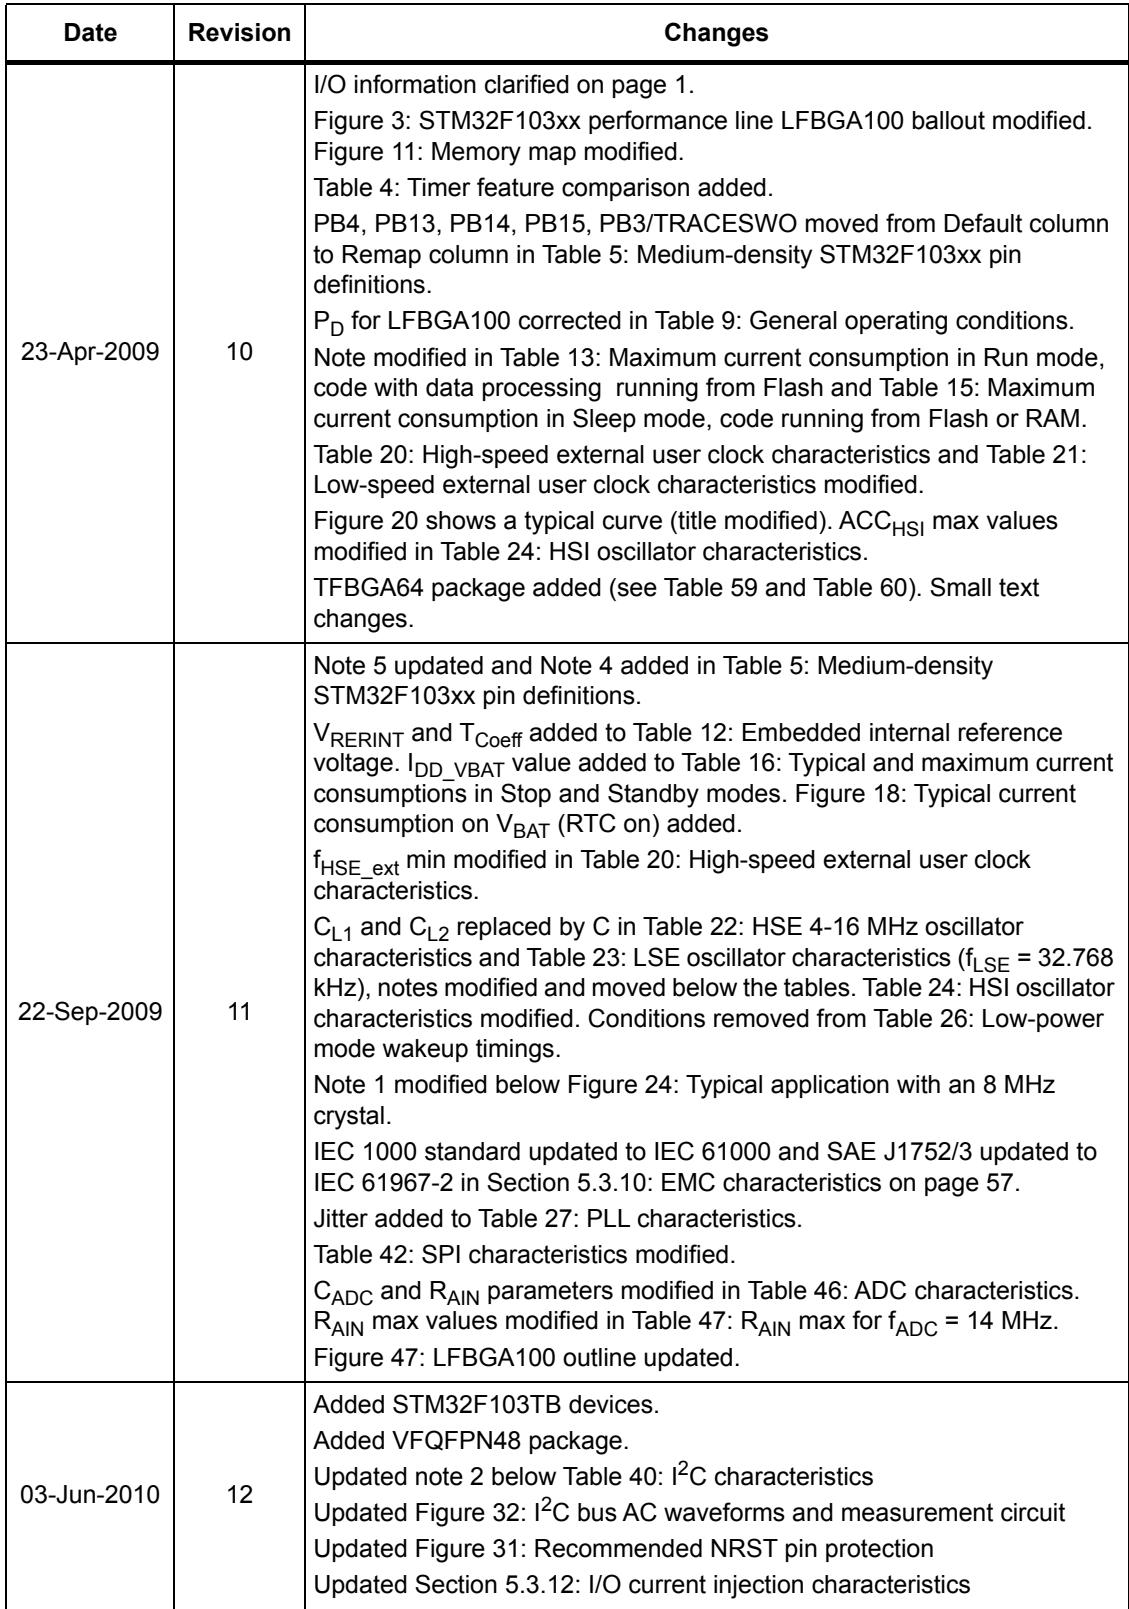 Date Revision Changes
I/O information clarified on page 1.
Figure 3: STM32F103xx performance line LFBGA100 ballout modified.
Figure 11: Memory map modified.
Table 4: Timer feature comparison added.
PB4, PB13, PB14, PB15, PB3/TRACESWO moved from Default column
to Remap column in Table 5: Medium-density STM32F103xx pin
definitions.
PD for LFBGA100 corrected in Table 9: General operating conditions.
23-Apr-2009 10
Note modified in Table 13: Maximum current consumption in Run mode,
code with data processing running from Flash and Table 15: Maximum
current consumption in Sleep mode, code running from Flash or RAM.
Table 20: High-speed external user clock characteristics and Table 21:
Low-speed external user clock characteristics modified.
Figure 20 shows a typical curve (title modified). ACCHSI max values
modified in Table 24: HSI oscillator characteristics.
TFBGA64 package added (see Table 59 and Table 60). Small text
changes.
Note 5 updated and Note 4 added in Table 5: Medium-density
STM32F103xx pin definitions.
VRERINT and TCoeff added to Table 12: Embedded internal reference
voltage. IDD_VBAT value added to Table 16: Typical and maximum current
consumptions in Stop and Standby modes. Figure 18: Typical current
consumption on VBAT (RTC on) added.
fHSE_ext min modified in Table 20: High-speed external user clock
characteristics.
CL1 and CL2 replaced by C in Table 22: HSE 4-16 MHz oscillator
characteristics and Table 23: LSE oscillator characteristics (fLSE = 32.768
kHz), notes modified and moved below the tables. Table 24: HSI oscillator
22-Sep-2009 11
characteristics modified. Conditions removed from Table 26: Low-power
mode wakeup timings.
Note 1 modified below Figure 24: Typical application with an 8 MHz
crystal.
IEC 1000 standard updated to IEC 61000 and SAE J1752/3 updated to
IEC 61967-2 in Section 5.3.10: EMC characteristics on page 57.
Jitter added to Table 27: PLL characteristics.
Table 42: SPI characteristics modified.
CADC and RAIN parameters modified in Table 46: ADC characteristics.
RAIN max values modified in Table 47: RAIN max for fADC = 14 MHz.
Figure 47: LFBGA100 outline updated.
Added STM32F103TB devices.
Added VFQFPN48 package.
Updated note 2 below Table 40: I2C characteristics
03-Jun-2010 12
Updated Figure 32: I2C bus AC waveforms and measurement circuit
Updated Figure 31: Recommended NRST pin protection
Updated Section 5.3.12: I/O current injection characteristics